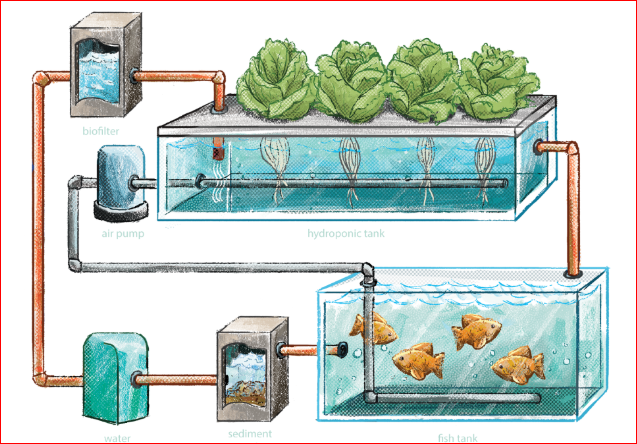 biofilter
air pump
hydroponic tank
water
sediment
fish tank